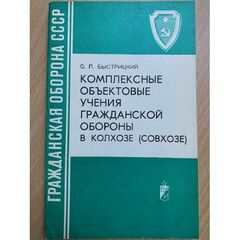 ГРАЖДАНСКАЯ ОБОРОНА СССР
С. П. БЫСТРИЦКИЙ
КОМПЛЕКСНЫЕ
ОБЪЕКТОВЫЕ
УЧЕНИЯ
ГРАЖДАНСКОЙ
ОБОРОНЫ
В КОЛХОЗЕ (СОВХОЗЕ)